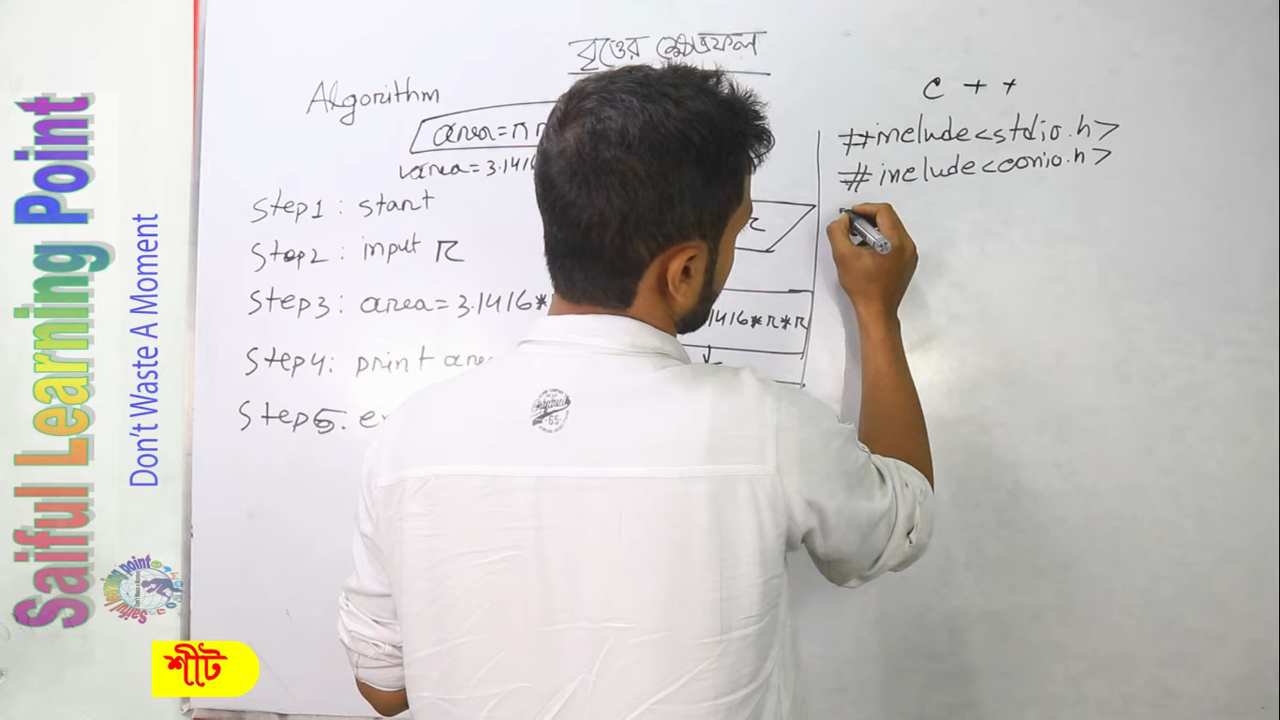 Saiful Learning Point
Don't Waste A Moment
শীট
বৃত্তের ক্ষেত্রফল
Algorithm
area=π
area=3.1416
Step1: start
Step2: input r
Step3: area=3.1416*
Step4: print are
Step5.
r
1416*r*r
c++
#include<stdio.h>
#include<conio.h>